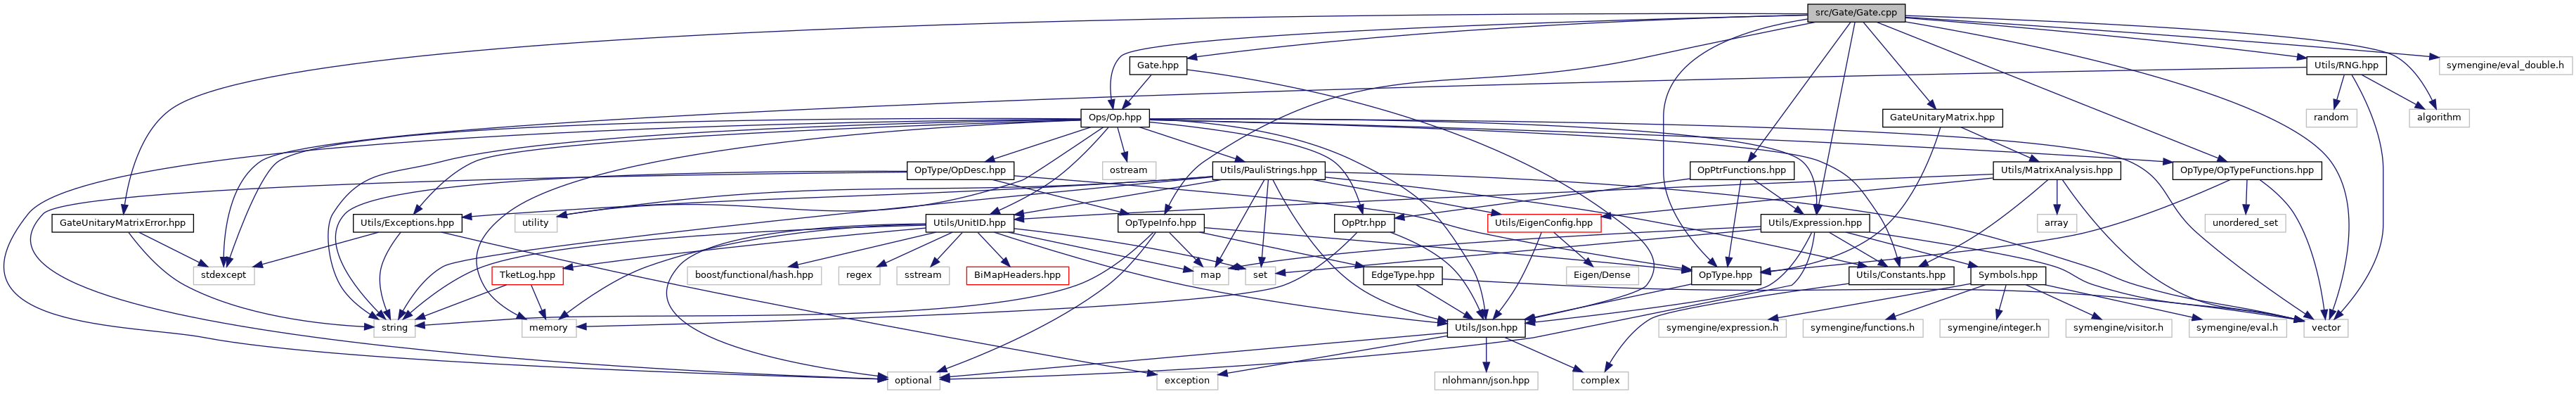 src/Gate/Gate.cpp
Gate.hpp
Utils/RNG.hpp
symengine/eval_double.h
Ops/Op.hpp
GateUnitaryMatrix.hpp
random
algorithm
OpType/OpDesc.hpp
ostream
Utils/PauliStrings.hpp
OpPtrFunctions.hpp
Utils/MatrixAnalysis.hpp
OpType/OpTypeFunctions.hpp
GateUnitaryMatrixError.hpp
Utils/Exceptions.hpp
utility
Utils/UnitID.hpp
OpTypeInfo.hpp
OpPtr.hpp
Utils/EigenConfig.hpp
Utils/Expression.hpp
array
unordered_set
stdexcept
TketLog.hpp
boost/functional/hash.hpp
regex
sstream
BiMapHeaders.hpp
map
set
EdgeType.hpp
Eigen/Dense
OpType.hpp
Utils/Constants.hpp
Symbols.hpp
string
memory
Utils/Json.hpp
symengine/expression.h
symengine/functions.h
symengine/integer.h
symengine/visitor.h
symengine/eval.h
vector
optional
exception
nlohmann/json.hpp
complex